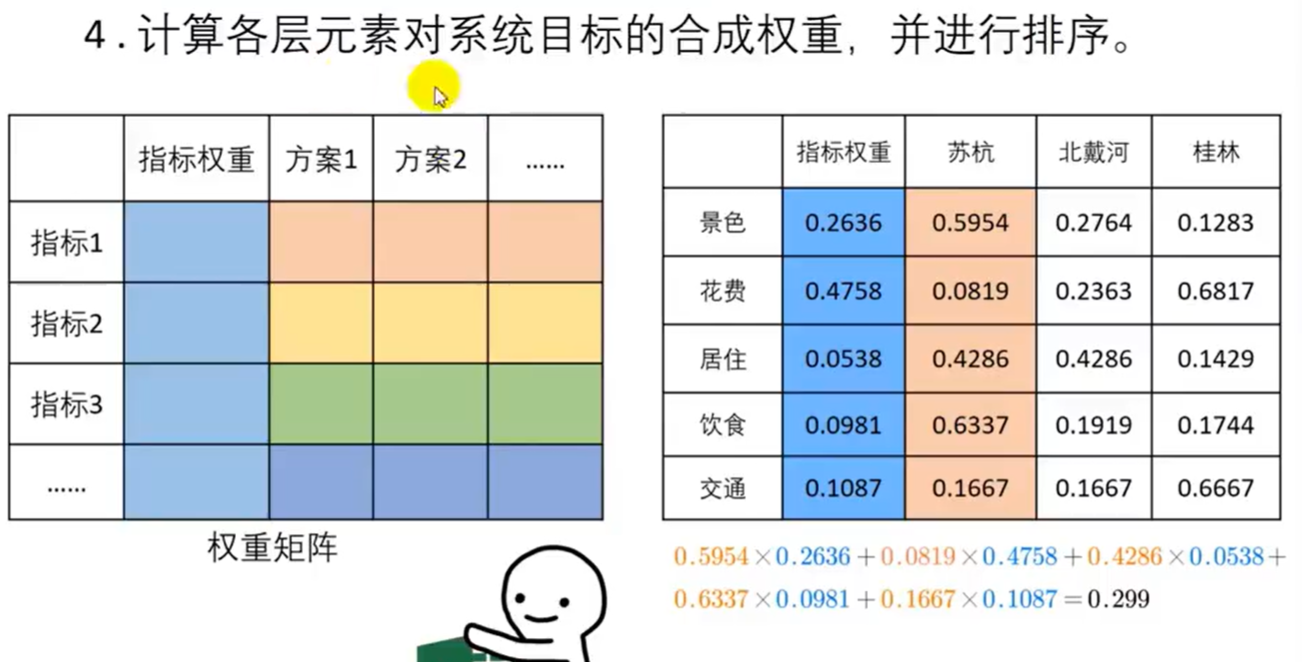 4.计算各层元素对系统目标的合成权重，并进行排序。
指标权重 方案1 方案2 ......
指标1
指标2
指标3
......
权重矩阵
指标权重 苏杭 北戴河 桂林
景色 0.2636 0.5954 0.2764 0.1283
花费 0.4758 0.0819 0.2363 0.6817
居住 0.0538 0.4286 0.4286 0.1429
饮食 0.0981 0.6337 0.1919 0.1744
交通 0.1087 0.1667 0.1667 0.6667
0.5954×0.2636+0.0819×0.4758+0.4286×0.0538+
0.6337×0.0981+0.1667×0.1087=0.299